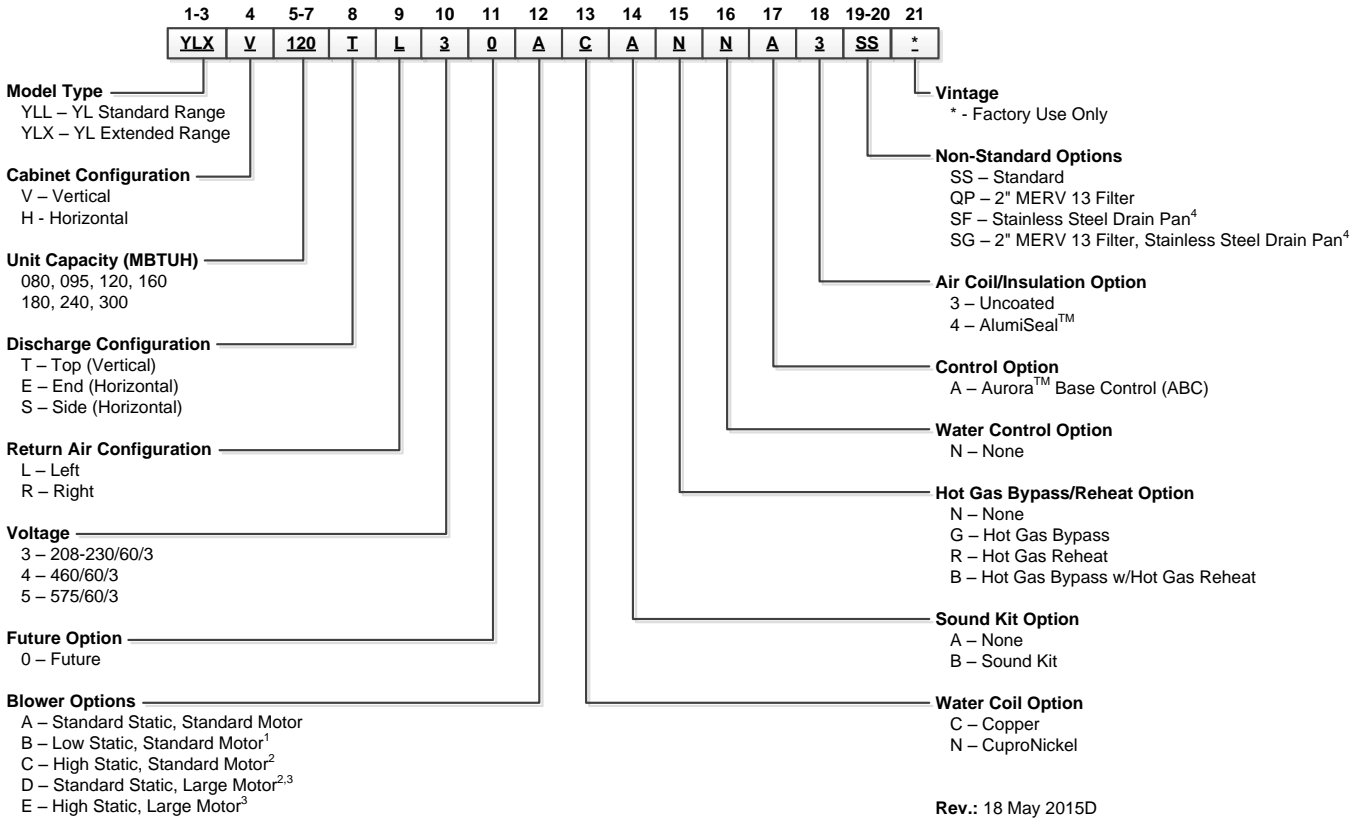 1-3 4 5-7 8 9 10 11 12 13 14 15 16 17 18 19-20 21
YLX V 120 T L 3 0 A C A N N A 3 SS *
Model Type
YLL – YL Standard Range
YLX – YL Extended Range
Cabinet Configuration
V – Vertical
H - Horizontal
Unit Capacity (MBTUH)
080, 095, 120, 160
180, 240, 300
Discharge Configuration
T – Top (Vertical)
E – End (Horizontal)
S – Side (Horizontal)
Return Air Configuration
L – Left
R – Right
Voltage
3 – 208-230/60/3
4 – 460/60/3
5 – 575/60/3
Future Option
0 – Future
Blower Options
A – Standard Static, Standard Motor
B – Low Static, Standard Motor1
C – High Static, Standard Motor2
D – Standard Static, Large Motor2,3
E – High Static, Large Motor3
Vintage
* - Factory Use Only
Non-Standard Options
SS – Standard
QP – 2" MERV 13 Filter
SF – Stainless Steel Drain Pan4
SG – 2" MERV 13 Filter, Stainless Steel Drain Pan4
Air Coil/Insulation Option
3 – Uncoated
4 – AlumiSealTM
Control Option
A – AuroraTM Base Control (ABC)
Water Control Option
N – None
Hot Gas Bypass/Reheat Option
N – None
G – Hot Gas Bypass
R – Hot Gas Reheat
B – Hot Gas Bypass w/Hot Gas Reheat
Sound Kit Option
A – None
B – Sound Kit
Water Coil Option
C – Copper
N – CuproNickel
Rev.: 18 May 2015D